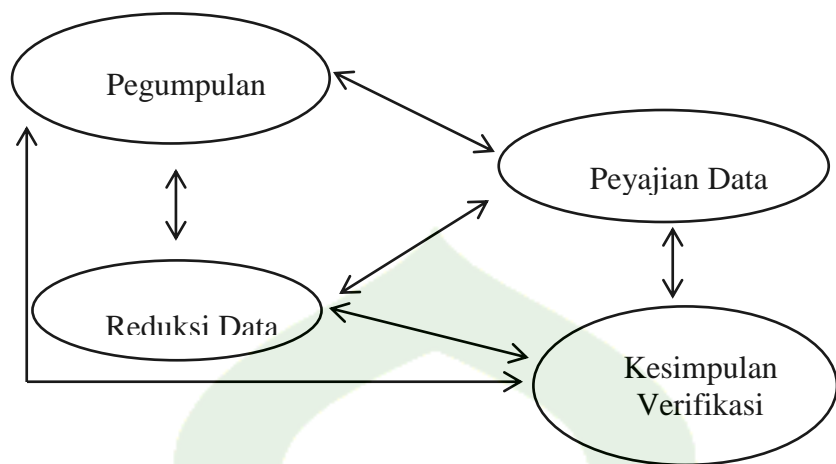 Pegumpulan
Peyajian Data
Reduksi Data
Kesimpulan
Verifikasi